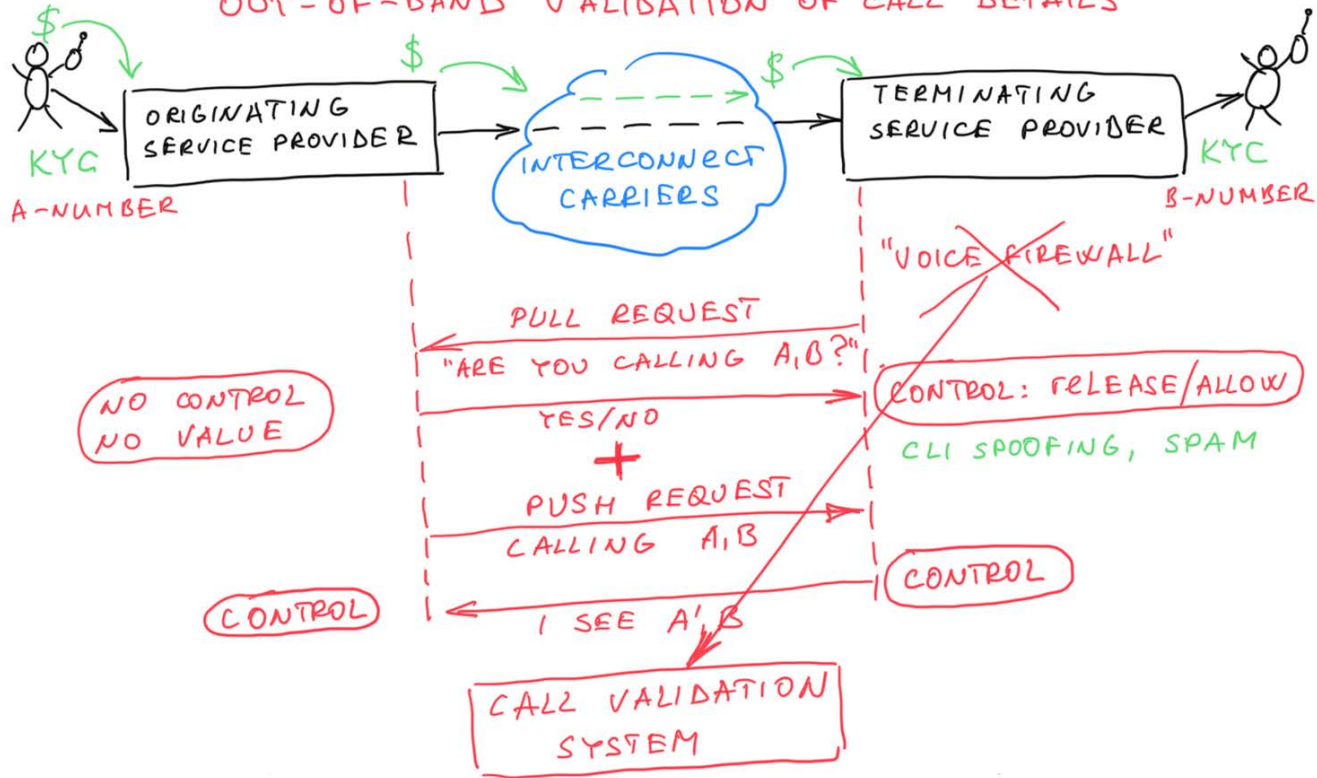 OUT-OF-BAND VALIDATION OF CALL DETAILS
$
$
$
ORIGINATING
SERVICE PROVIDER
INTERCONNECT
CARRIERS
TERMINATING
SERVICE PROVIDER
KYC
KYC
A-NUMBER
B-NUMBER
"VOICE FIREWALL"
PULL REQUEST
"ARE YOU CALLING A,B?"
NO CONTROL
NO VALUE
YES/NO
CONTROL: RELEASE/ALLOW
CLI SPOOFING, SPAM
+
PUSH REQUEST
CALLING A,B
CONTROL
CONTROL
I SEE A',B
CALL VALIDATION
SYSTEM